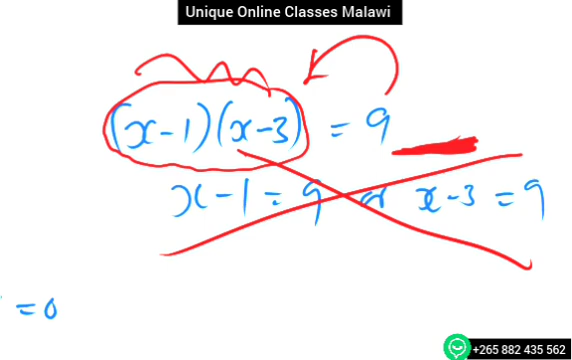 Unique Online Classes Malawi
(x-1)(x-3) = 9
x-1 = 9 or x-3 = 9
= 0
+265 882 435 562